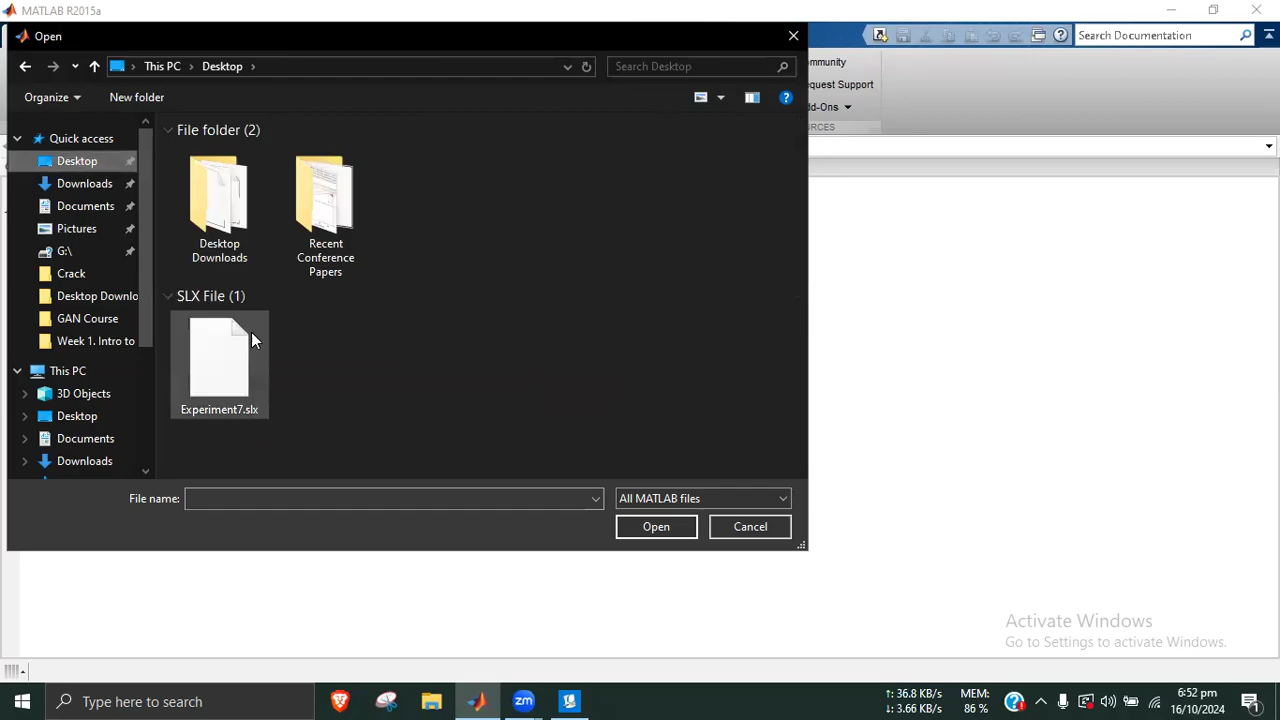 MATLAB R2015a
Open
Search Documentation
This PC
Desktop
Search Desktop
mmunity
quest Support
dd-Ons
RCES
Organize
New folder
Quick access
Desktop
Downloads
Documents
Pictures
G:\
Crack
Desktop Downlo
GAN Course
Week 1. Intro to
This PC
3D Objects
Desktop
Documents
Downloads
File folder (2)
Desktop
Downloads
Recent
Conference
Papers
SLX File (1)
Experiment7.slx
File name:
All MATLAB files
Open
Cancel
Activate Windows
Go to Settings to activate Windows.
Type here to search
zm
↑: 36.8 KB/s
↓: 3.66 KB/s
MEM:
86 %
6:52 pm
16/10/2024
1